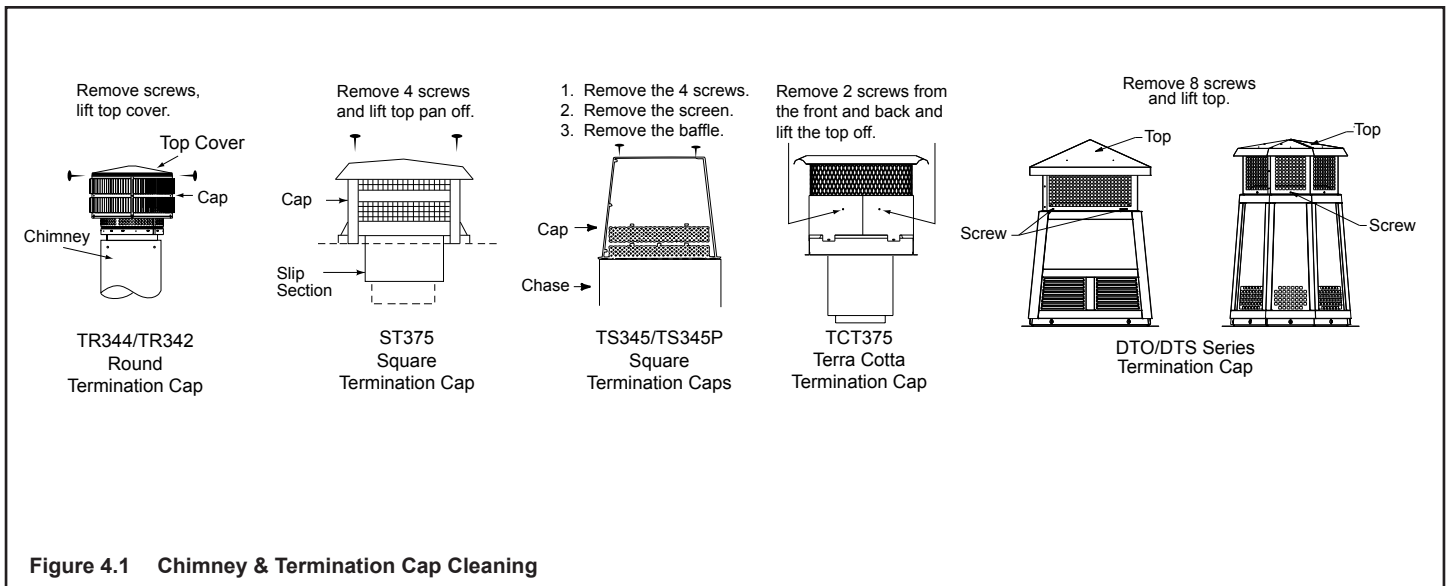 Remove screws,
lift top cover.
Top Cover
Cap
Chimney
TR344/TR342
Round
Termination Cap
Remove 4 screws
and lift top pan off.
Cap
Slip
Section
ST375
Square
Termination Cap
1. Remove the 4 screws.
2. Remove the screen.
3. Remove the baffle.
Cap
Chase
TS345/TS345P
Square
Termination Caps
Remove 2 screws from
the front and back and
lift the top off.
TCT375
Terra Cotta
Termination Cap
Remove 8 screws
and lift top.
Top
Top
Screw
Screw
DTO/DTS Series
Termination Cap
Figure 4.1 Chimney & Termination Cap Cleaning